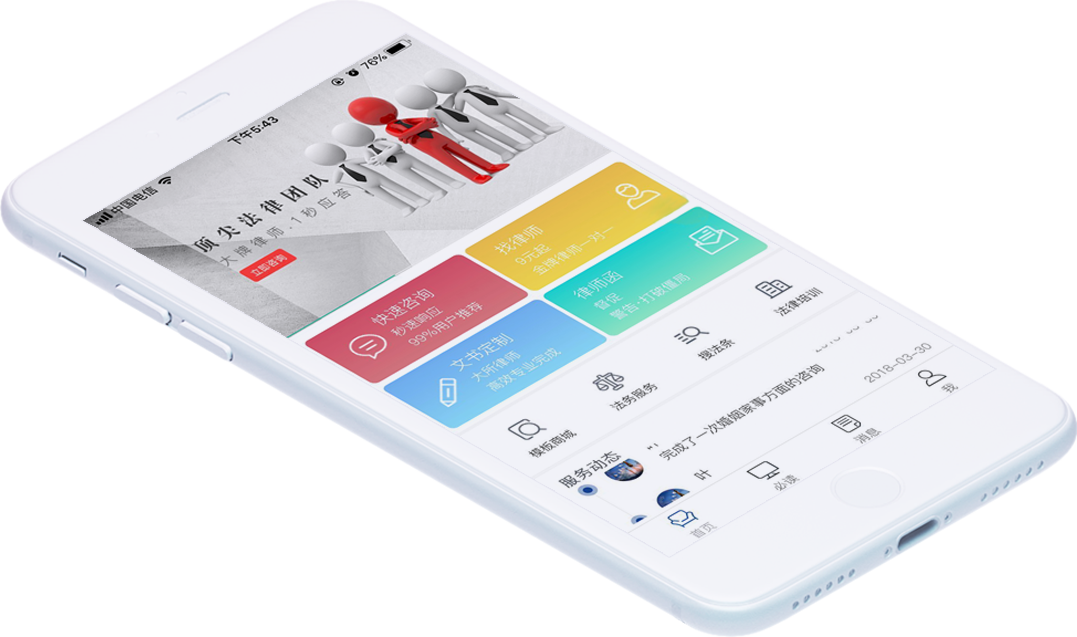 中国电信
下午5:43
76%
顶尖法律团队
大牌律师·1秒应答
立即咨询
快速咨询
秒速响应
99%用户推荐
找律师
9元起
金牌律师一对一
文书定制
大所律师
高效专业完成
律师函
督促
警告·打破僵局
模板商城
法务服务
搜法条
法律培训
服务动态
完成了一次婚姻家事方面的咨询
叶
2018-03-30
首页
必读
消息
我